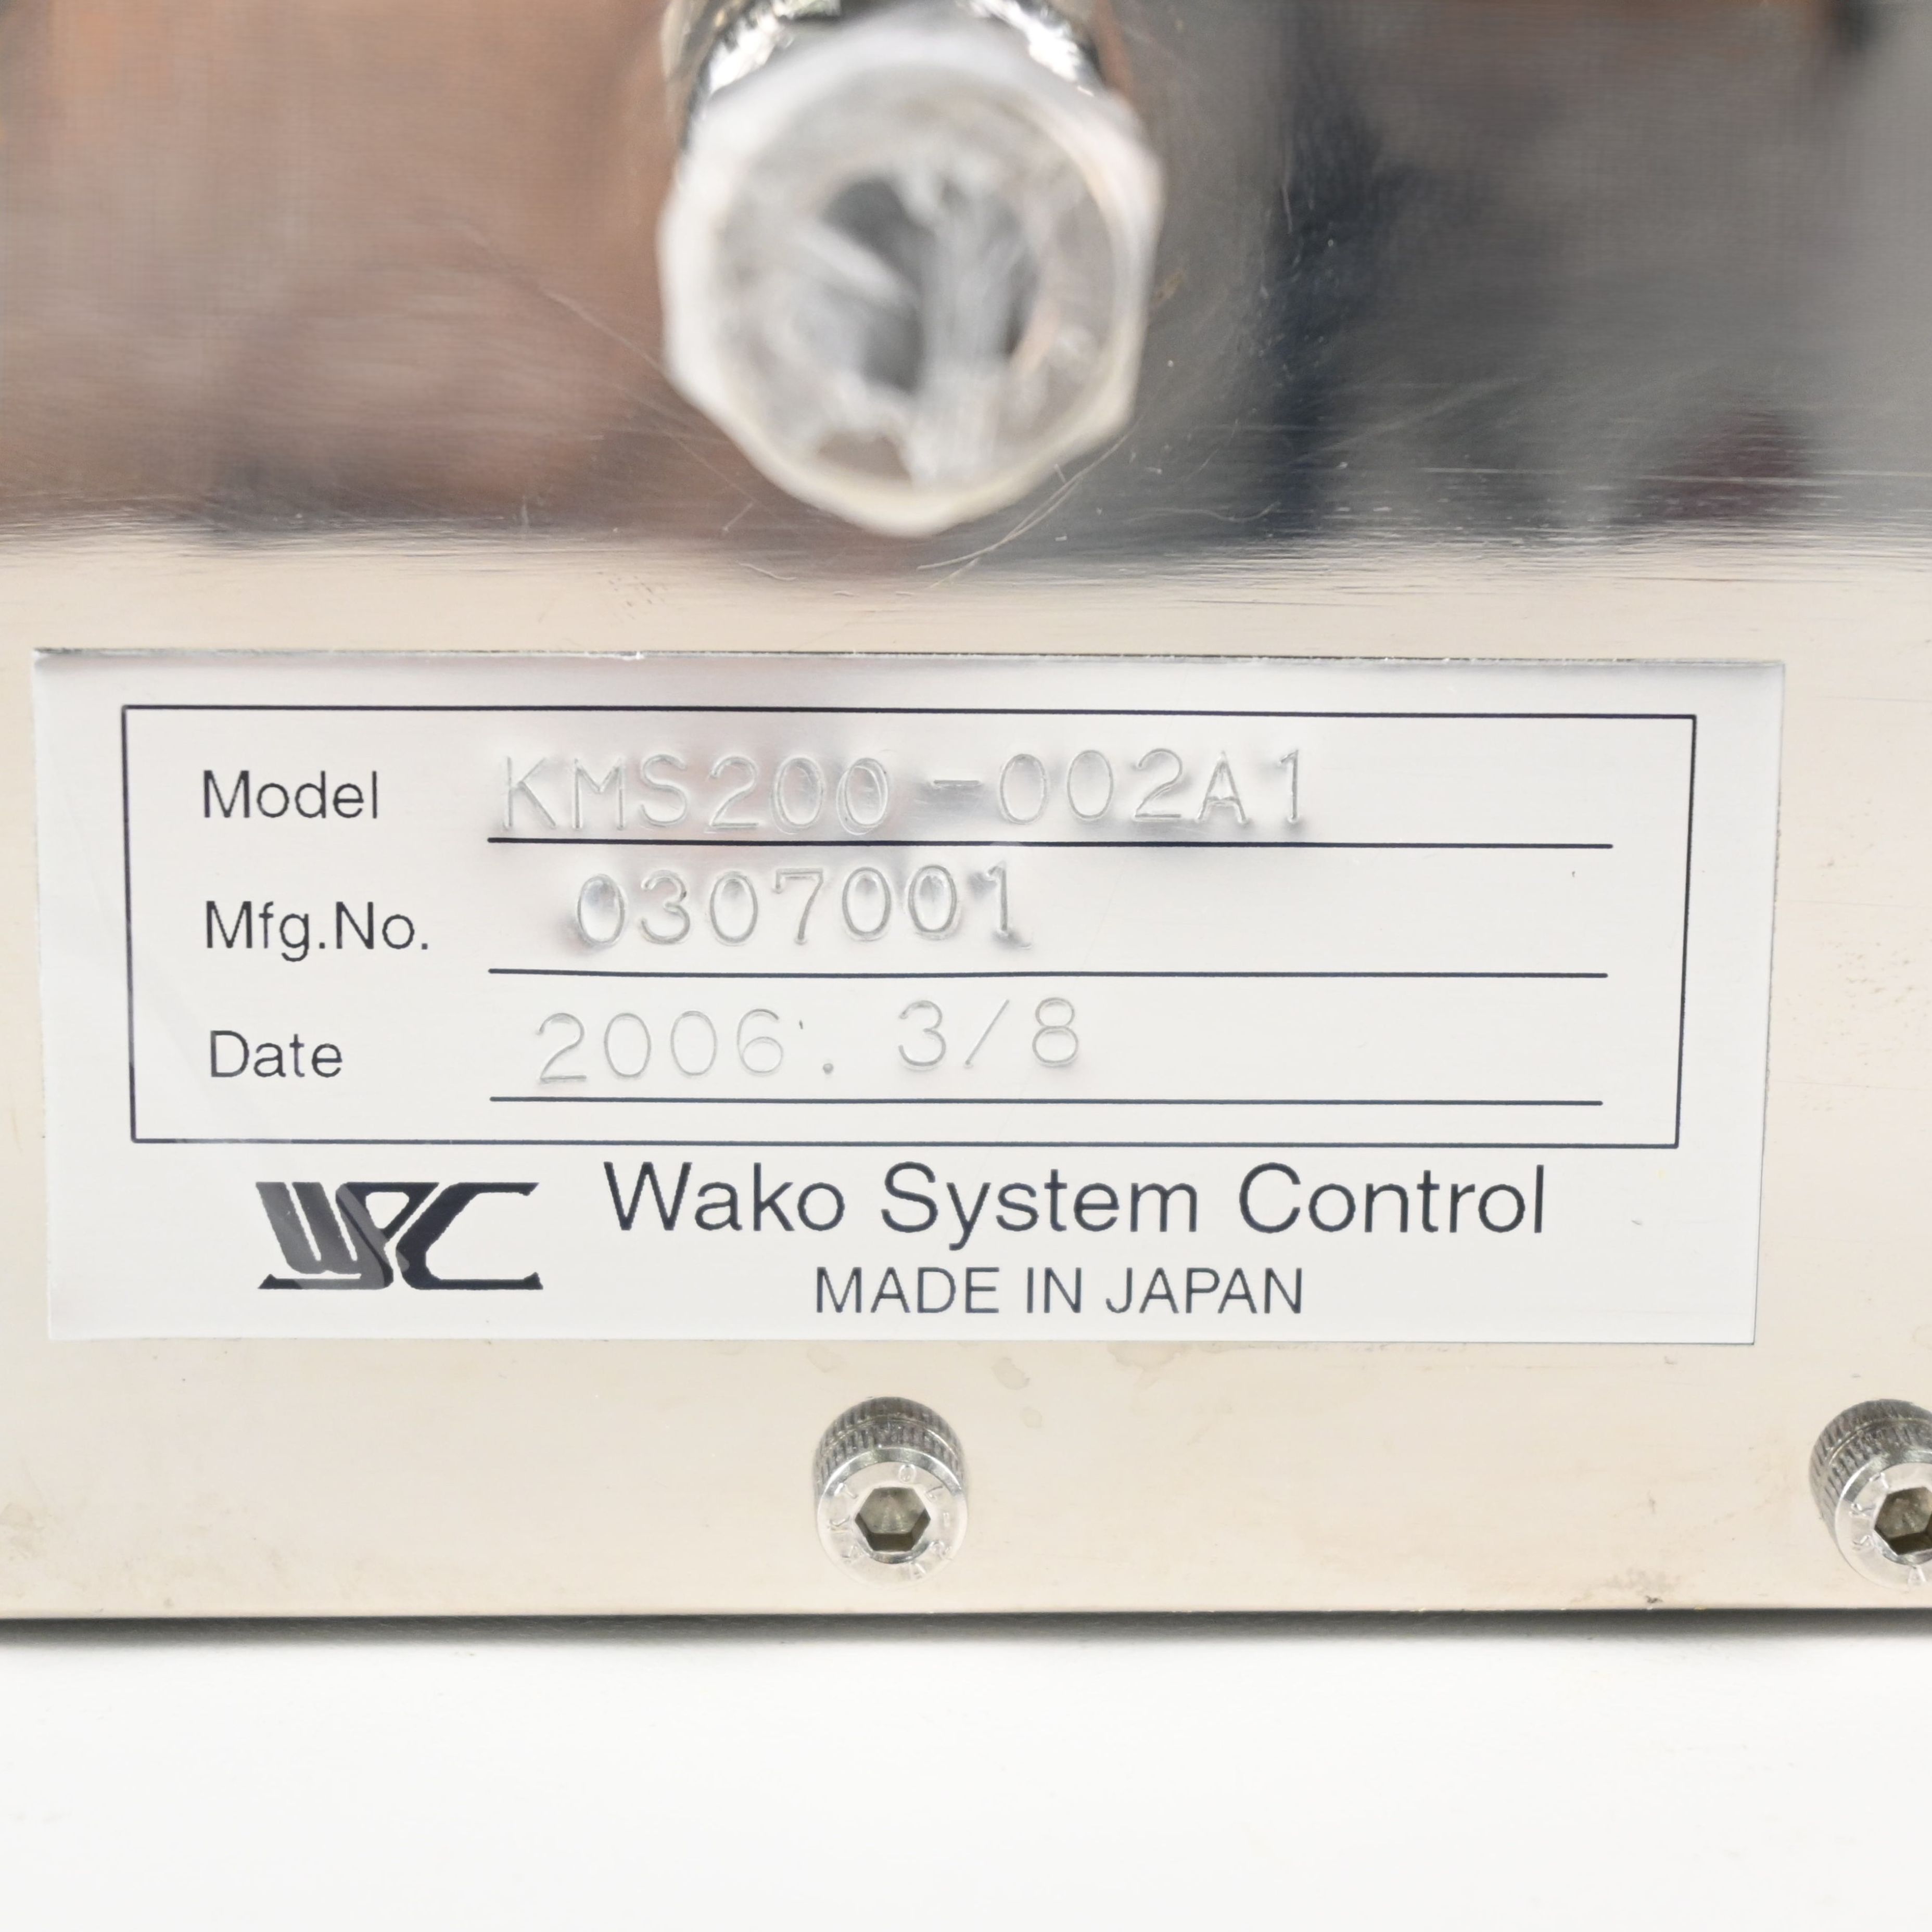 Model KMS200-002A1
Mfg.No. 0307001
Date 2006. 3/8
WSC Wako System Control
MADE IN JAPAN